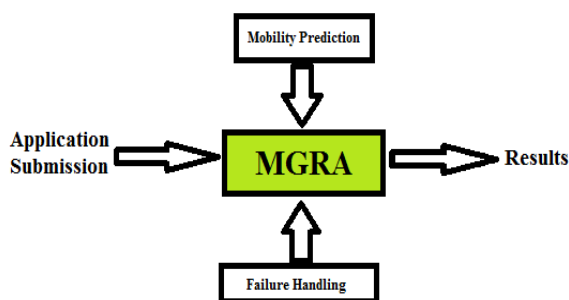 Mobility Prediction
Application
Submission
MGRA
Results
Failure Handling